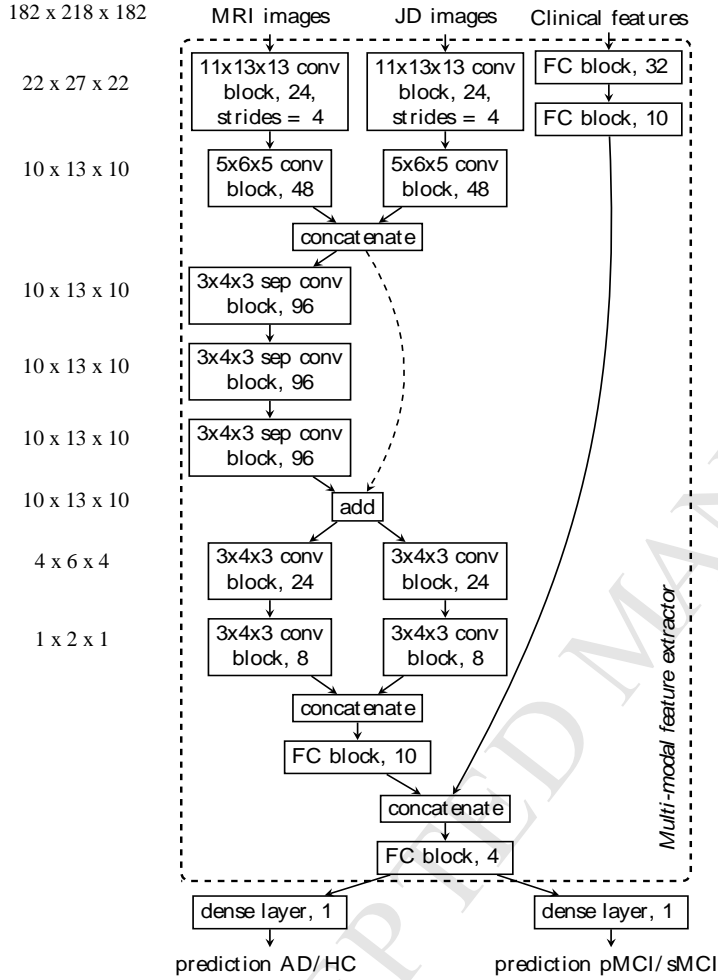 182 x 218 x 182 MRI images JD images Clinical features
22 x 27 x 22
11x13x13 conv
block, 24,
strides = 4
11x13x13 conv
block, 24,
strides = 4
FC block, 32
FC block, 10
10 x 13 x 10
5x6x5 conv
block, 48
5x6x5 conv
block, 48
concatenate
10 x 13 x 10
3x4x3 sep conv
block, 96
10 x 13 x 10
3x4x3 sep conv
block, 96
10 x 13 x 10
3x4x3 sep conv
block, 96
10 x 13 x 10
add
4 x 6 x 4
3x4x3 conv
block, 24
3x4x3 conv
block, 24
1 x 2 x 1
3x4x3 conv
block, 8
3x4x3 conv
block, 8
concatenate
FC block, 10
concatenate
FC block, 4
Multi-modal feature extractor
dense layer, 1
dense layer, 1
prediction AD/HC
prediction pMCI/sMCI
PTED MAN